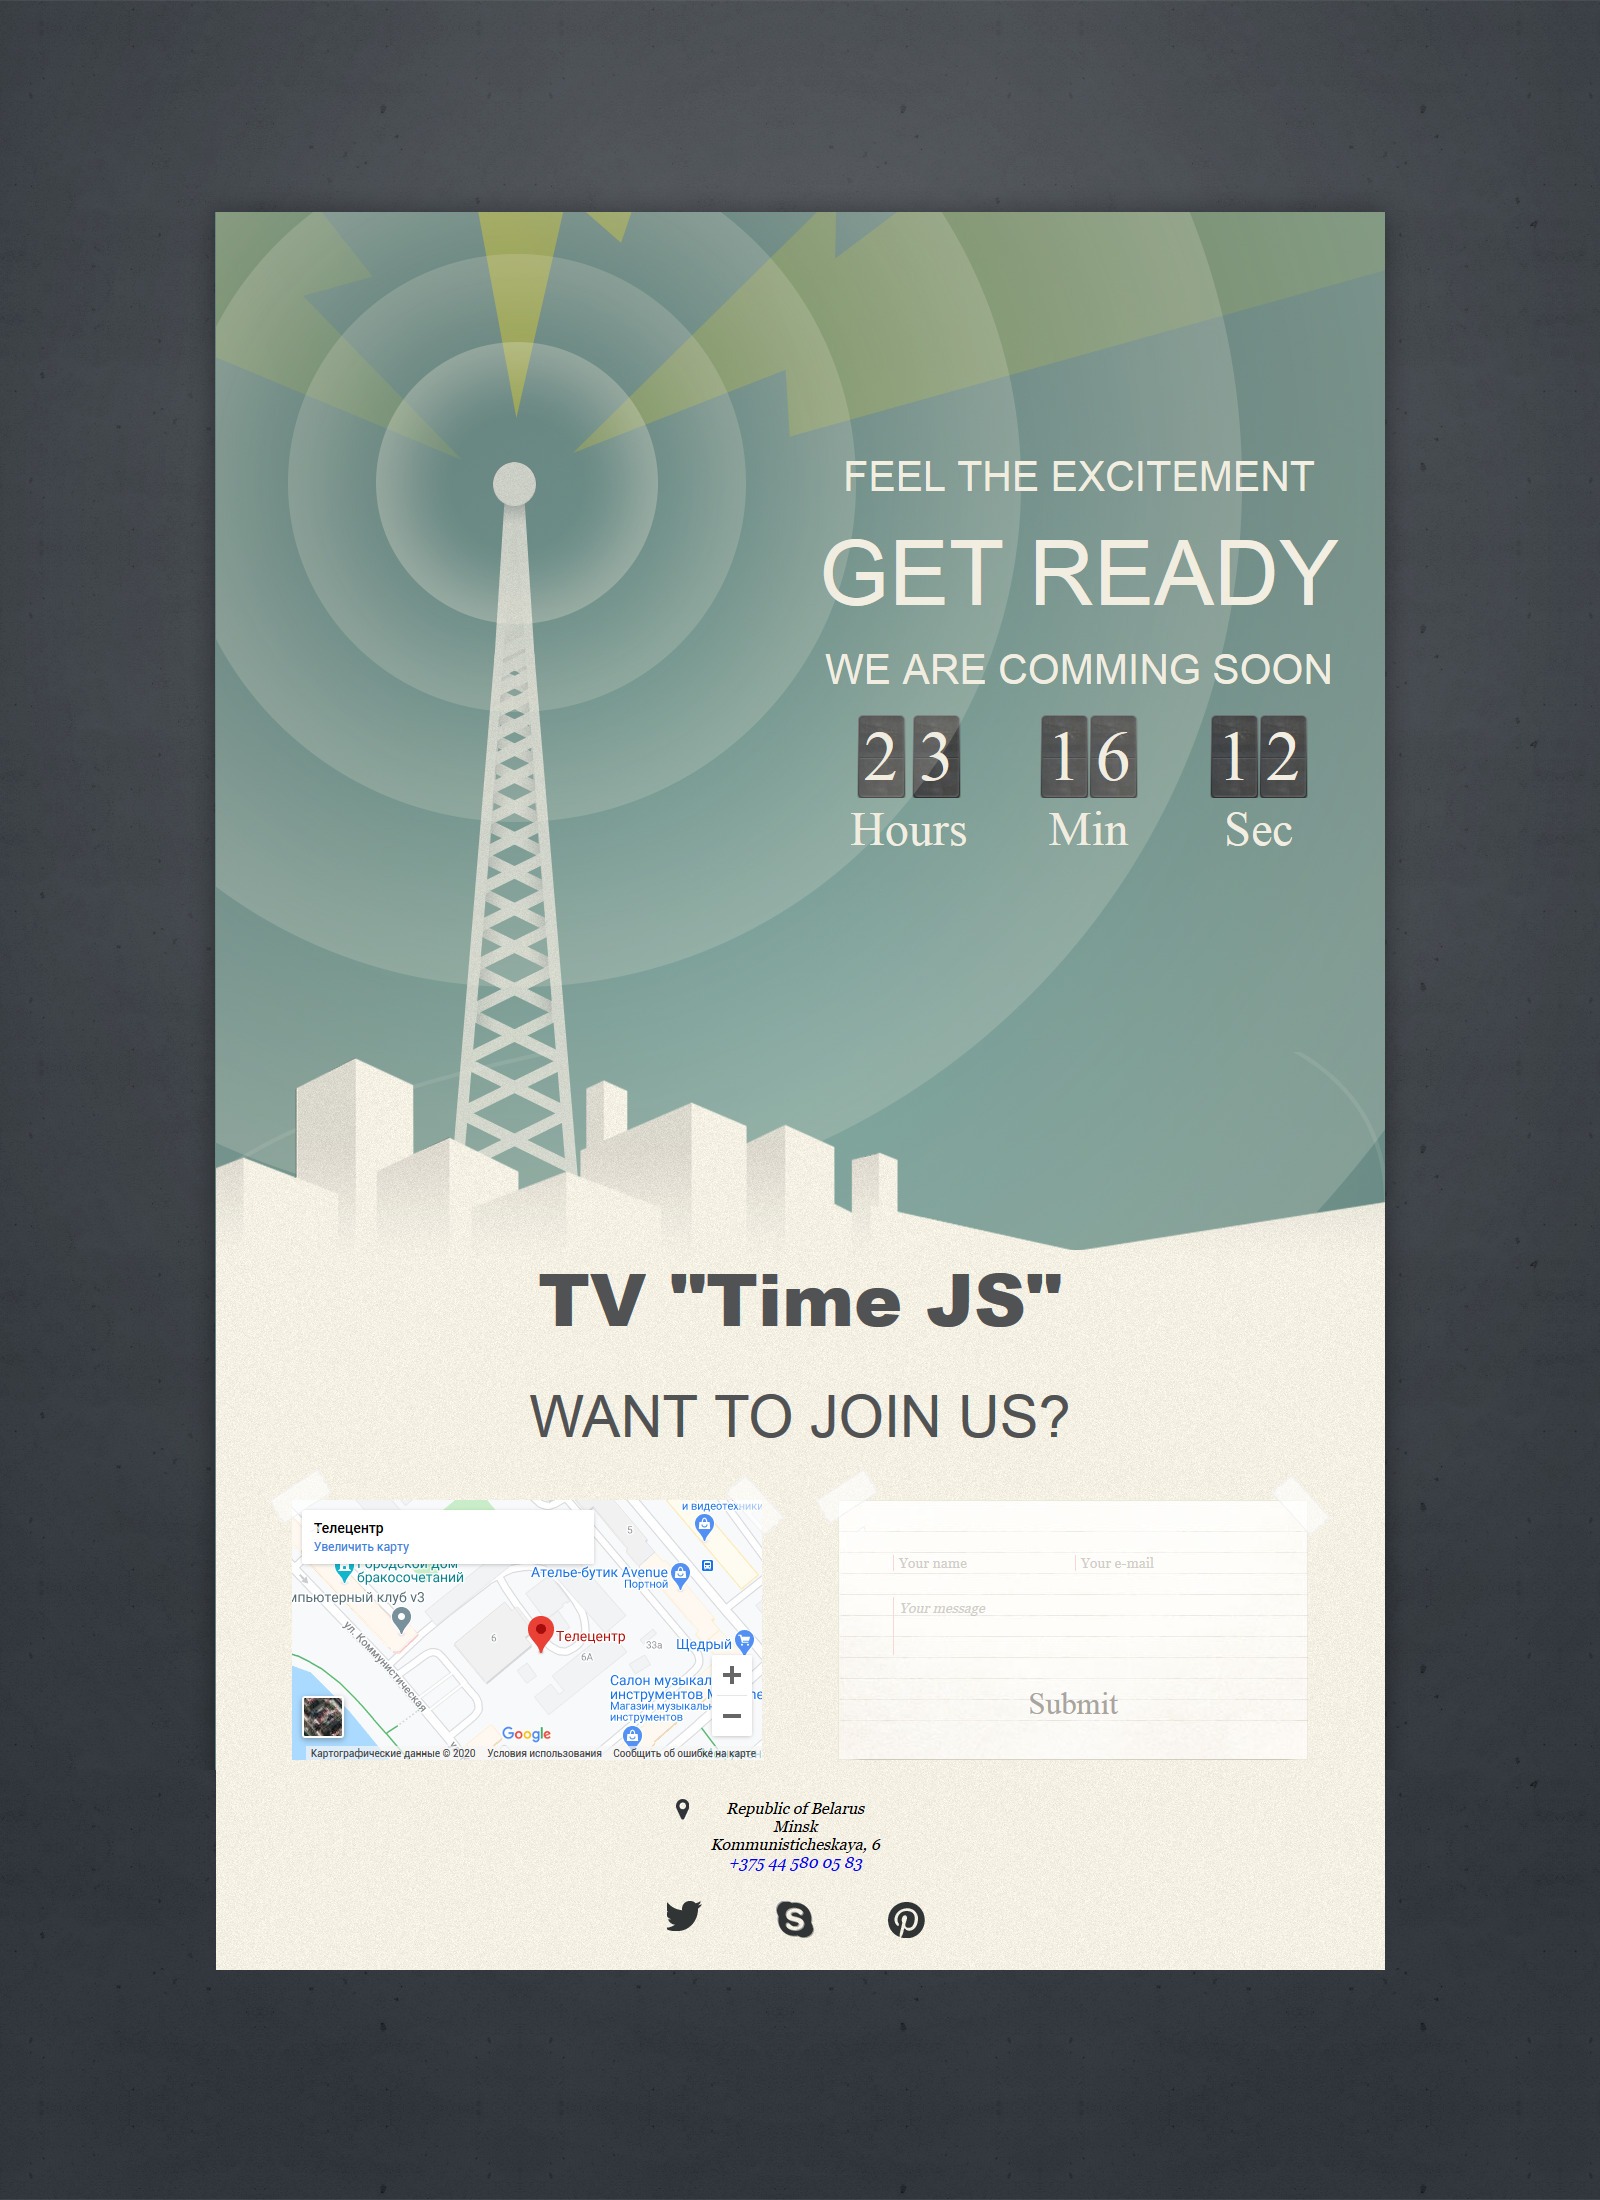 FEEL THE EXCITEMENT
GET READY
WE ARE COMMING SOON
23 16 12
Hours Min Sec
TV "Time JS"
WANT TO JOIN US?
и видеотехники
Телецентр
Увеличить карту
5
Городской дом
бракосочетаний
Ателье-бутик Avenue
Портной
мпьютерный клуб v3
ул. Коммунистическая
6
Телецентр
6А
33а
Щедрый
Салон музыкал
инструментов
Магазин музыкаль
инструментов
Google
Картографические данные © 2020 Условия использования Сообщить об ошибке на карте
Your name Your e-mail
Your message
Submit
Republic of Belarus
Minsk
Kommunisticheskaya, 6
+375 44 580 05 83